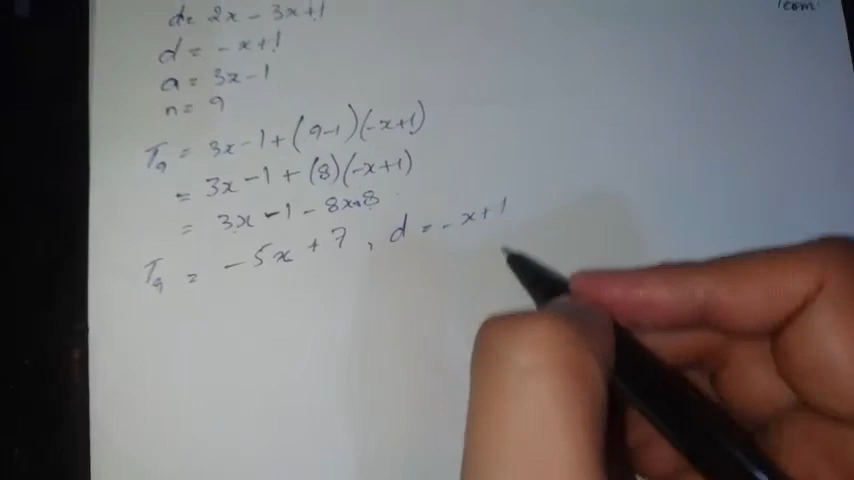 .com
d= 2x - 3x+1
d = -x+1
a = 3x-1
n = 9
T₉ = 3x-1+(9-1)(-x+1)
= 3x-1+(8)(-x+1)
= 3x-1-8x+8
T₉ = -5x+7, d = -x+1